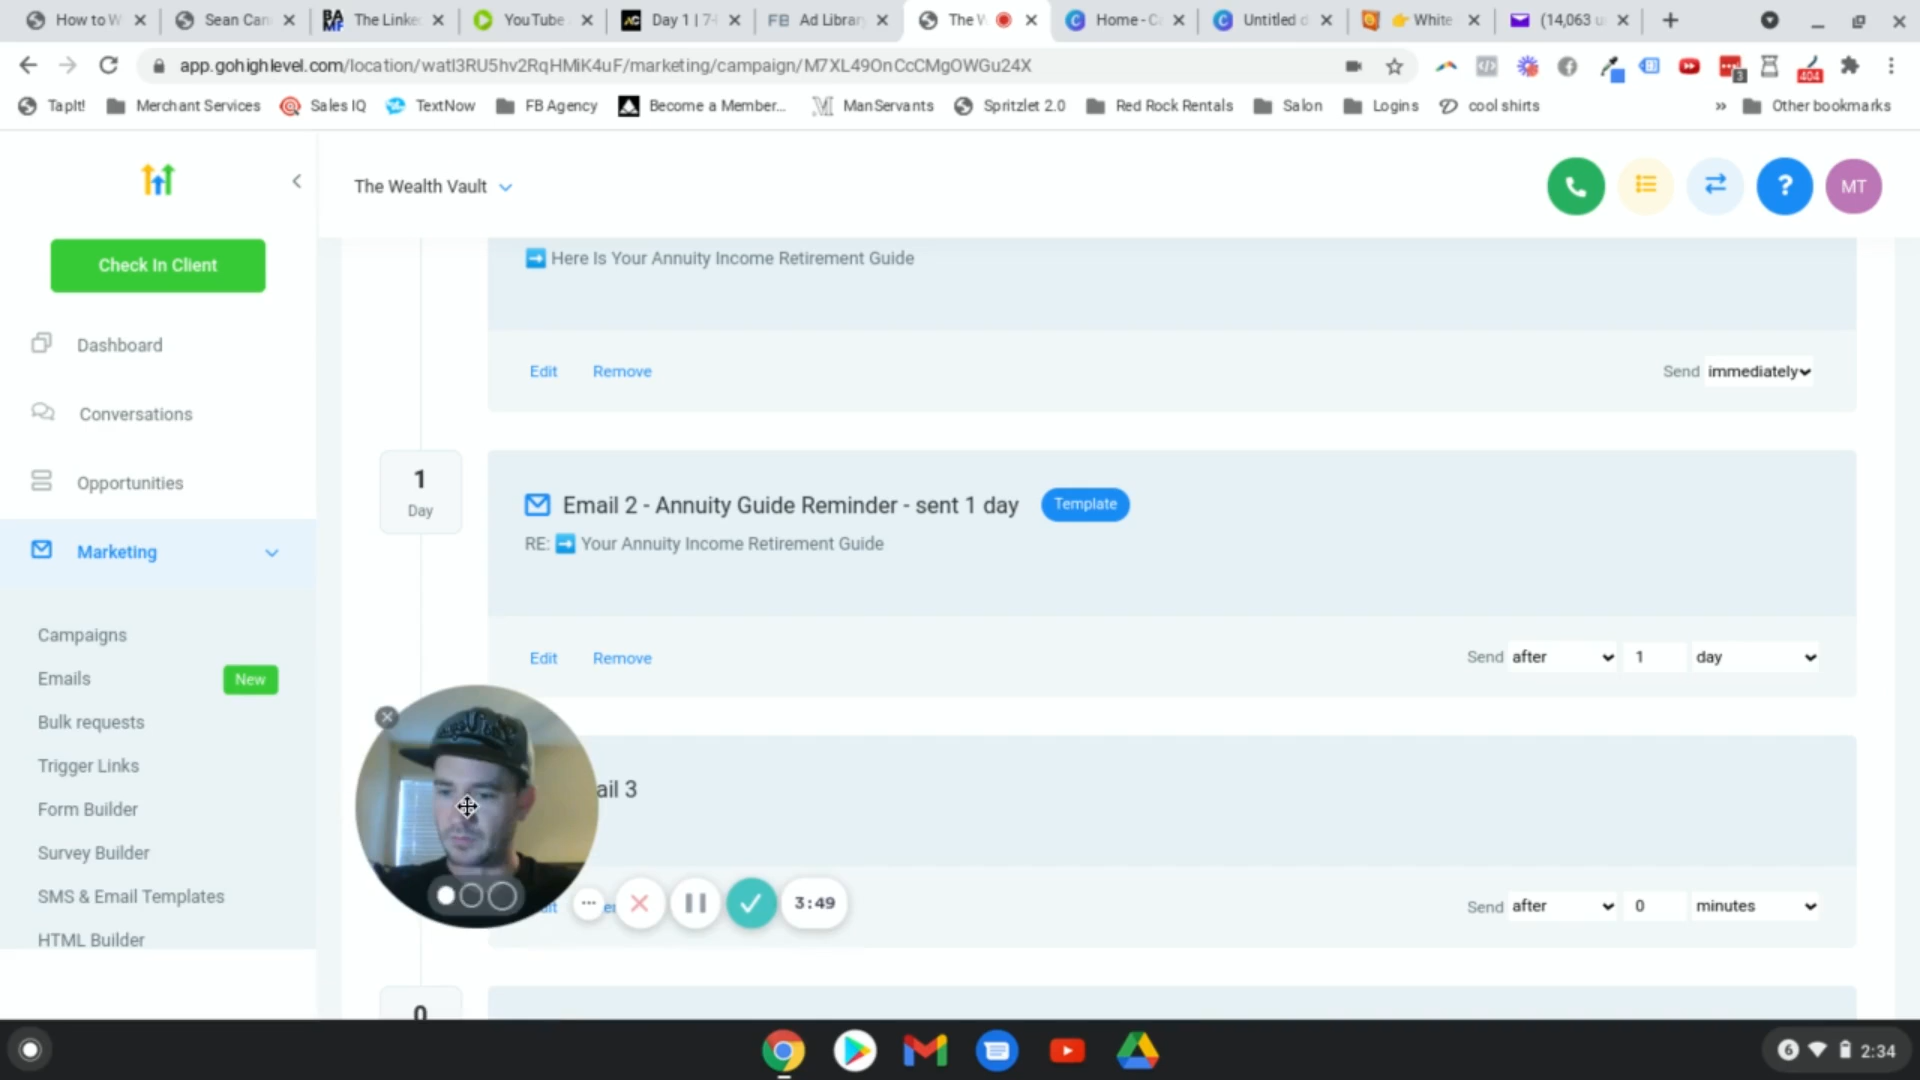 How to W
Sean Can
The Linke
YouTube
Day 1 | 7-
FB Ad Librar
The W
Home - C
Untitled d
White
(14,063 u
app.gohighlevel.com/location/watl3RU5hv2RqHMiK4uF/marketing/campaign/M7XL49OnCcCMgOWGu24X
3
404
TapIt!
Merchant Services
Sales IQ
TextNow
FB Agency
Become a Member...
ManServants
Spritzlet 2.0
Red Rock Rentals
Salon
Logins
cool shirts
Other bookmarks
The Wealth Vault
MT
Check In Client
Dashboard
Conversations
Opportunities
Marketing
Campaigns
Emails New
Bulk requests
Trigger Links
Form Builder
Survey Builder
SMS & Email Templates
HTML Builder
➡ Here Is Your Annuity Income Retirement Guide
Edit Remove Send immediately
1
Day
Email 2 - Annuity Guide Reminder - sent 1 day Template
RE: ➡ Your Annuity Income Retirement Guide
Edit Remove Send after 1 day
ail 3
3:49
Send after 0 minutes
0
6 2:34